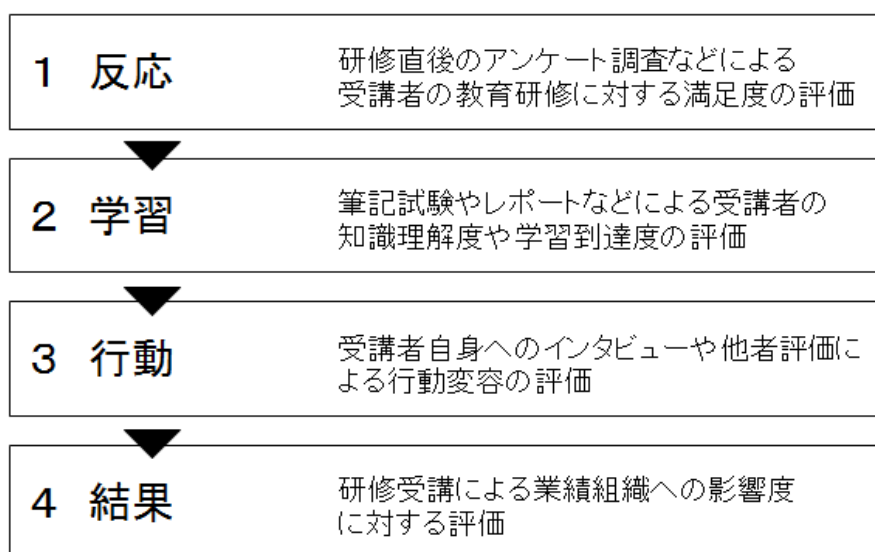 1 反応
研修直後のアンケート調査などによる
受講者の教育研修に対する満足度の評価
2 学習
筆記試験やレポートなどによる受講者の
知識理解度や学習到達度の評価
3 行動
受講者自身へのインタビューや他者評価に
よる行動変容の評価
4 結果
研修受講による業績組織への影響度
に対する評価